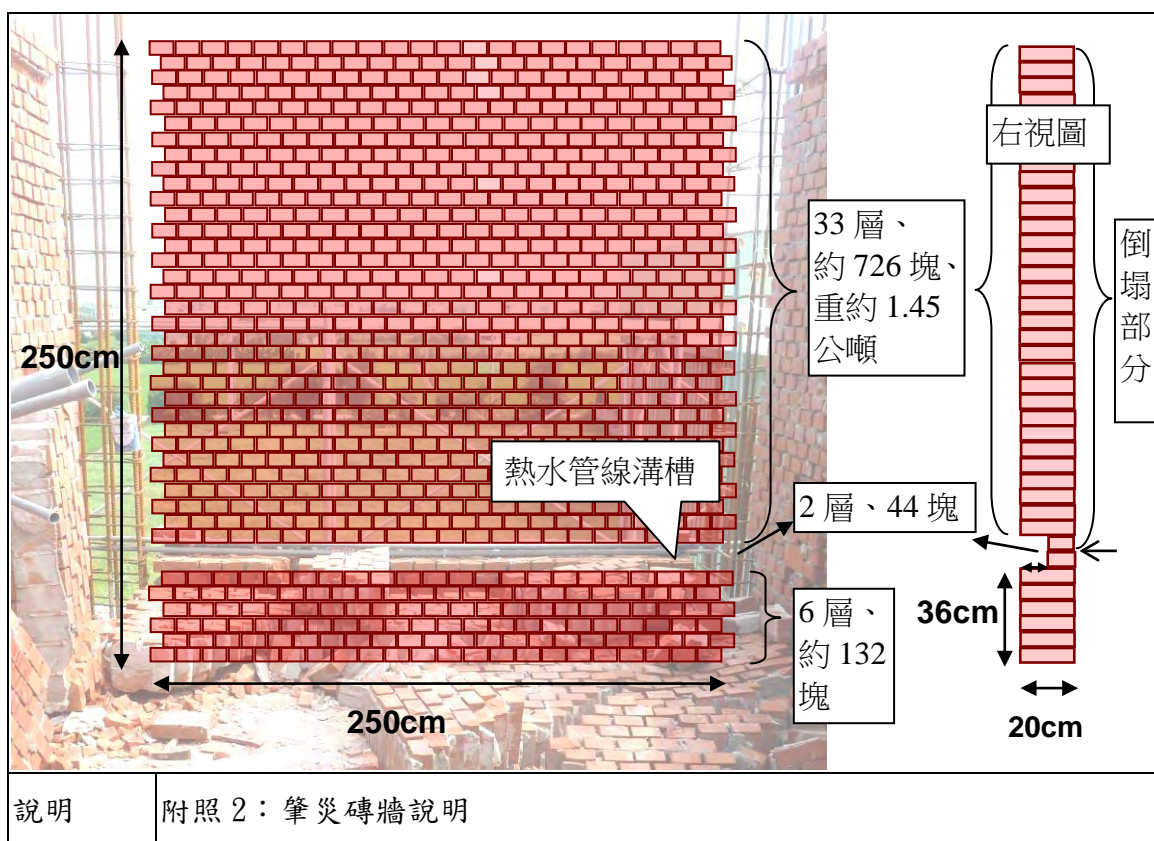 右視圖
33 層、
約 726 塊、
重約 1.45
公噸
倒
塌
部
分
250cm
熱水管線溝槽
2 層、44 塊
6 層、
約 132
塊
36cm
250cm
20cm
說明
附照 2：肇災磚牆說明